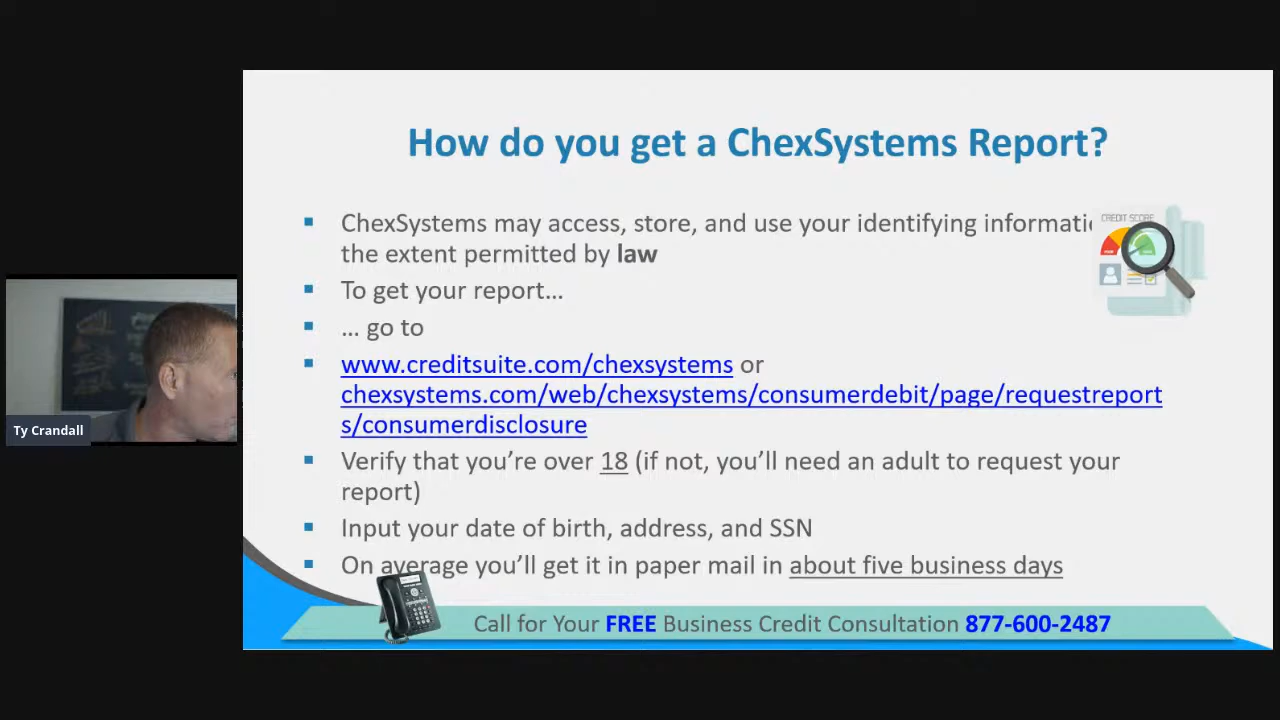 How do you get a ChexSystems Report?
ChexSystems may access, store, and use your identifying informati
the extent permitted by law
CREDIT SCORE
To get your report…
… go to
www.creditsuite.com/chexsystems or
chexsystems.com/web/chexsystems/consumerdebit/page/requestreport
s/consumerdisclosure
Verify that you’re over 18 (if not, you’ll need an adult to request your
report)
Input your date of birth, address, and SSN
On average you’ll get it in paper mail in about five business days
Call for Your FREE Business Credit Consultation 877-600-2487
Ty Crandall